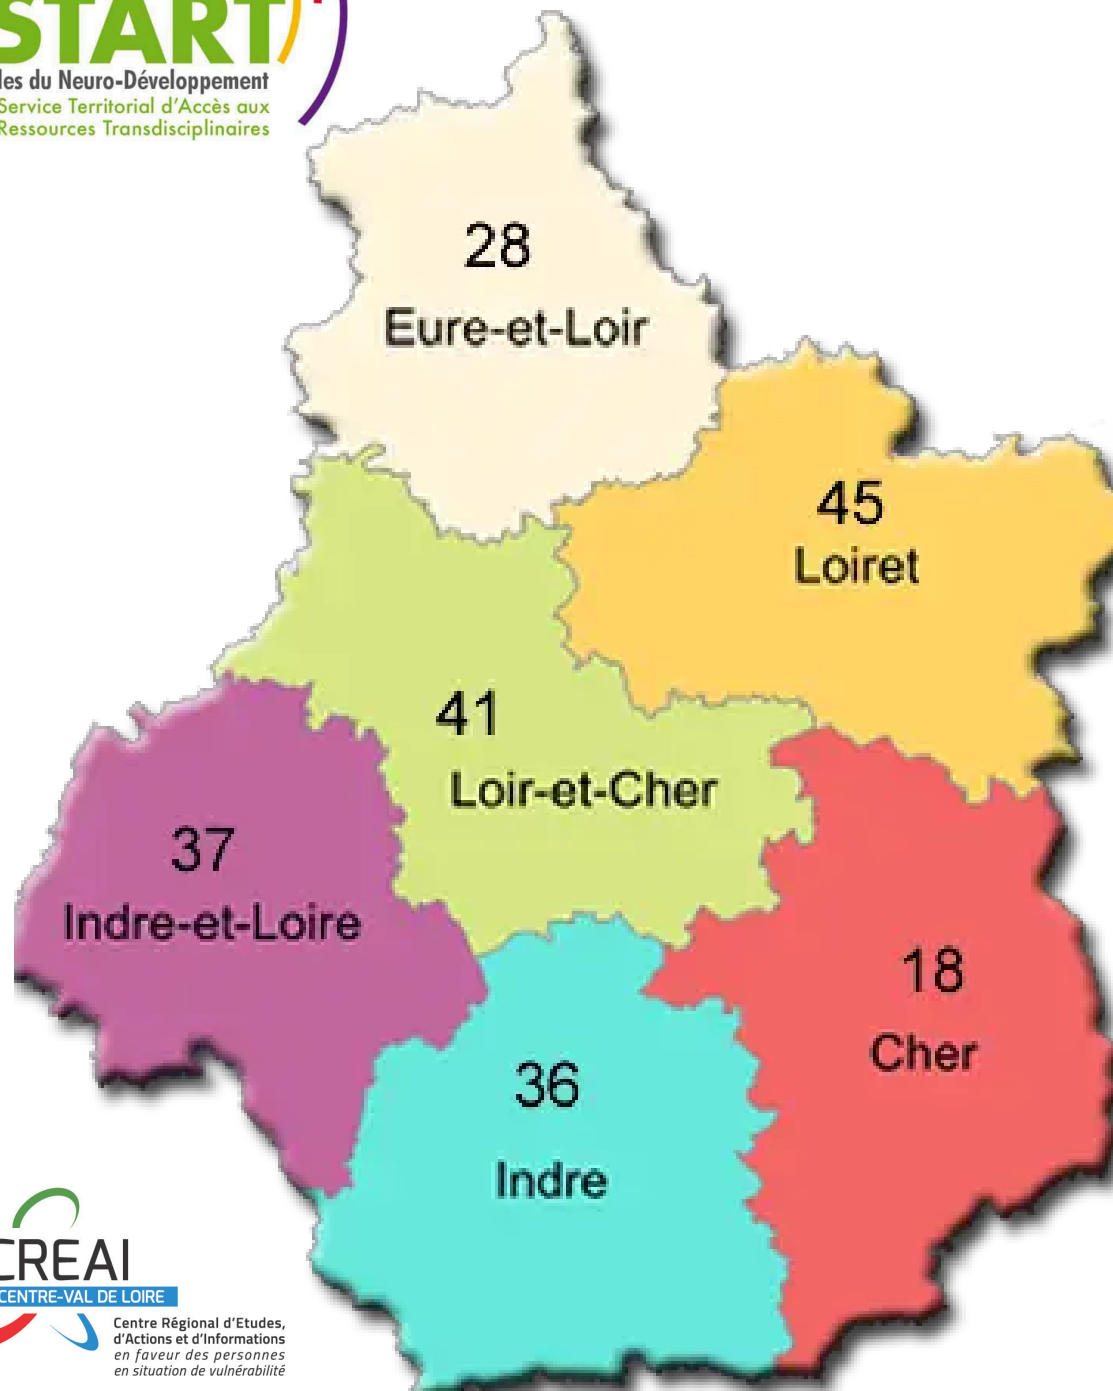 START
les du Neuro-Développement
Service Territorial d'Accès aux
Ressources Transdisciplinaires
28
Eure-et-Loir
45
Loiret
41
Loir-et-Cher
37
Indre-et-Loire
18
Cher
36
Indre
CREAI
CENTRE-VAL DE LOIRE
Centre Régional d'Etudes,
d'Actions et d'Informations
en faveur des personnes
en situation de vulnérabilité